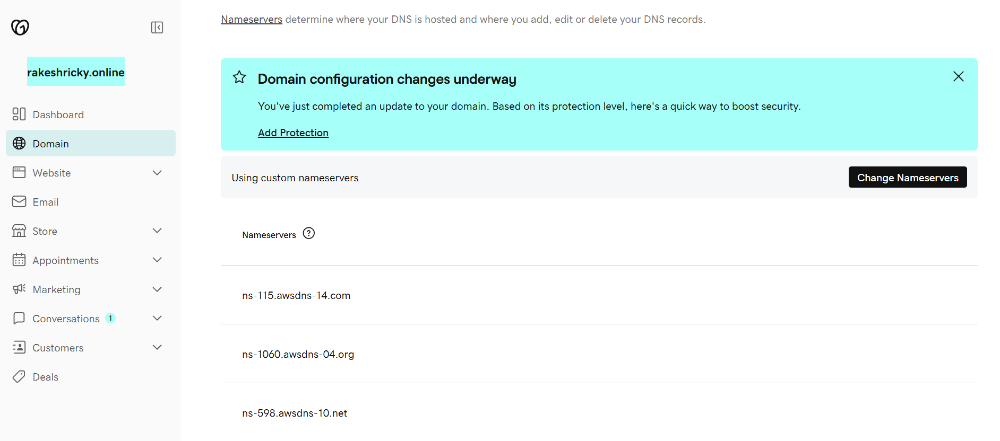 Nameservers determine where your DNS is hosted and where you add, edit or delete your DNS records.
rakeshricky.online
Dashboard
Domain
Website
Email
Store
Appointments
Marketing
Conversations 1
Customers
Deals
Domain configuration changes underway
You've just completed an update to your domain. Based on its protection level, here's a quick way to boost security.
Add Protection
Using custom nameservers
Change Nameservers
Nameservers ?
ns-115.awsdns-14.com
ns-1060.awsdns-04.org
ns-598.awsdns-10.net